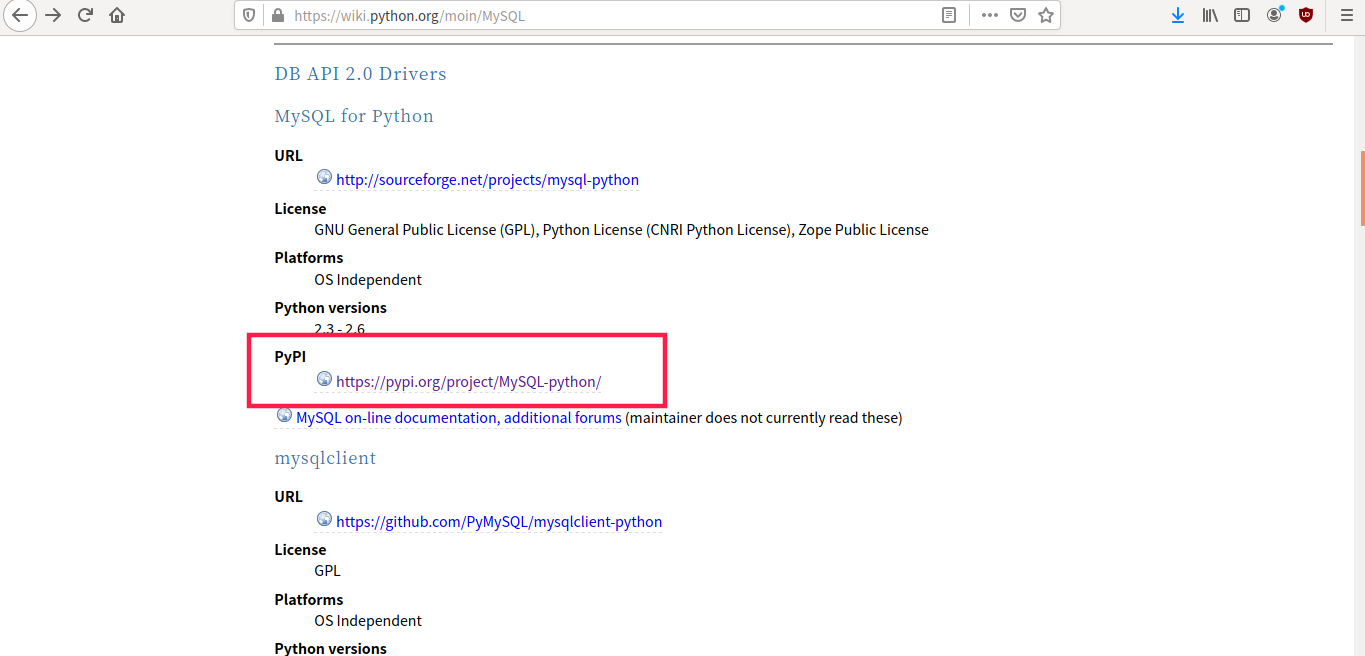 https://wiki.python.org/moin/MySQL
DB API 2.0 Drivers
MySQL for Python
URL
http://sourceforge.net/projects/mysql-python
License
GNU General Public License (GPL), Python License (CNRI Python License), Zope Public License
Platforms
OS Independent
Python versions
2.3 - 2.6
PyPI
https://pypi.org/project/MySQL-python/
MySQL on-line documentation, additional forums (maintainer does not currently read these)
mysqlclient
URL
https://github.com/PyMySQL/mysqlclient-python
License
GPL
Platforms
OS Independent
Python versions